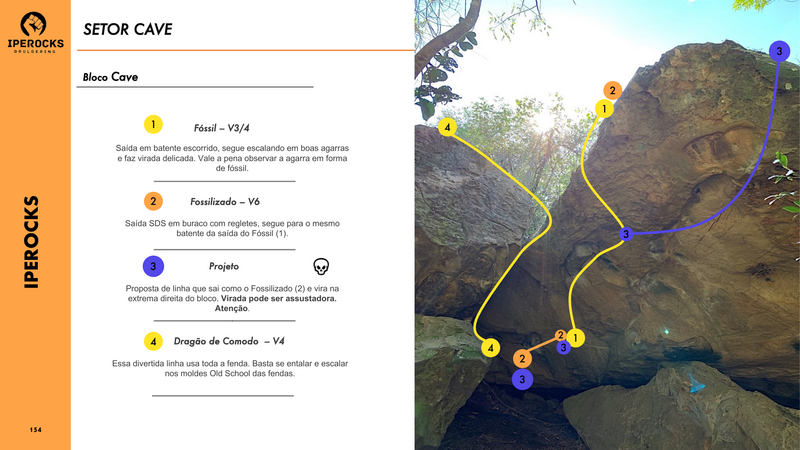 IPEROCKS
BOULDERING
SETOR CAVE
Bloco Cave
1
Fóssil – V3/4
Saída em batente escorrido, segue escalando em boas agarras
e faz virada delicada. Vale a pena observar a agarra em forma
de fóssil.
2
Fossilizado – V6
Saída SDS em buraco com regletes, segue para o mesmo
batente da saída do Fóssil (1).
3
Projeto
Proposta de linha que sai como o Fossilizado (2) e vira na
extrema direita do bloco. Virada pode ser assustadora.
Atenção.
4
Dragão de Comodo – V4
Essa divertida linha usa toda a fenda. Basta se entalar e escalar
nos moldes Old School das fendas.
IPEROCKS
154
3
2
1
4
3
2
1
3
4
2
3